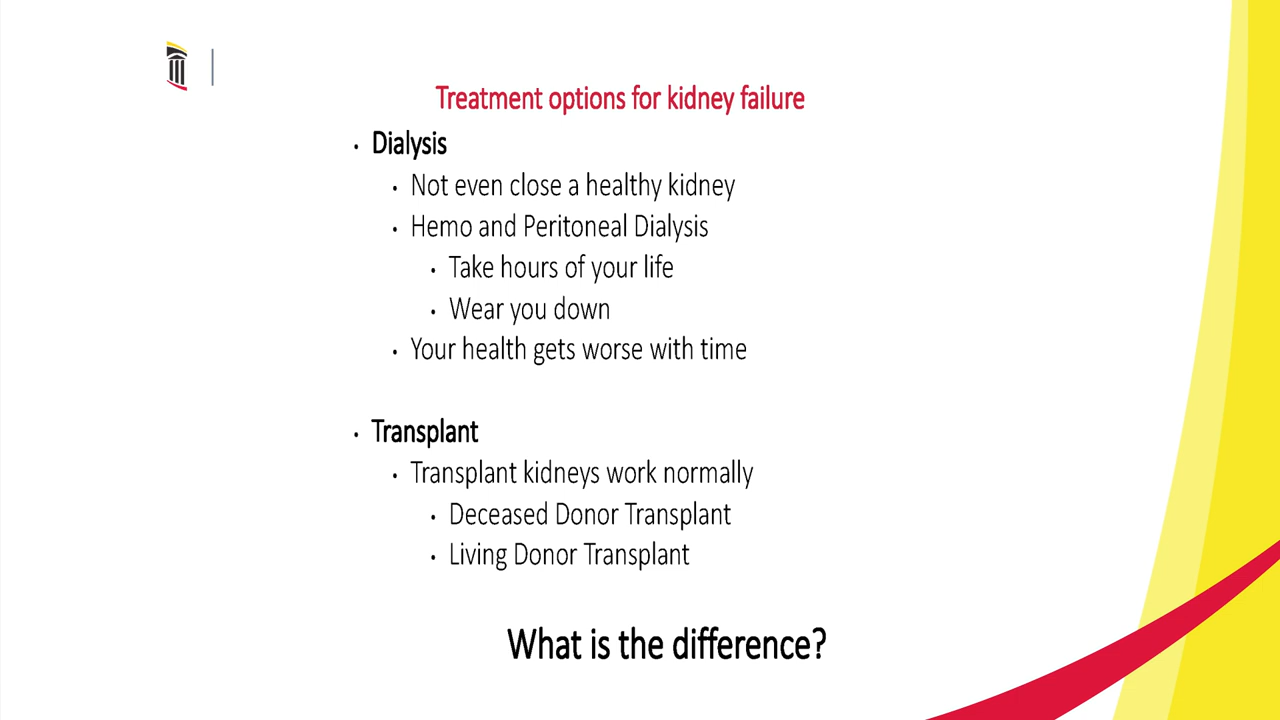 Treatment options for kidney failure
• Dialysis
• Not even close a healthy kidney
• Hemo and Peritoneal Dialysis
• Take hours of your life
• Wear you down
• Your health gets worse with time
• Transplant
• Transplant kidneys work normally
• Deceased Donor Transplant
• Living Donor Transplant
What is the difference?